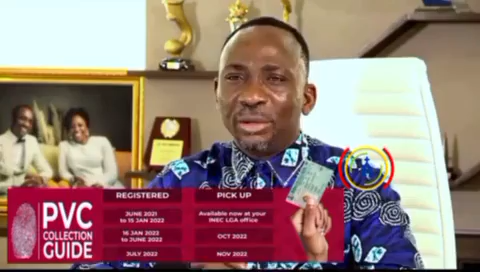 REGISTERED PICK UP
PVC
COLLECTION
GUIDE
JUNE 2021
to 15 JAN 2022
Available now at your
INEC LGA office
16 JAN 2022
to JUNE 2022
OCT 2022
JULY 2022
NOV 2022